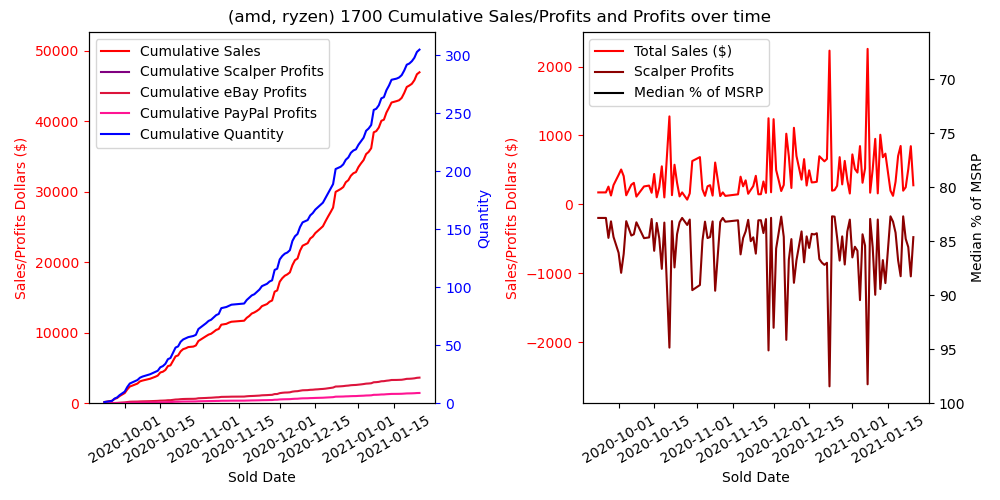 (amd, ryzen) 1700 Cumulative Sales/Profits and Profits over time
Cumulative Sales
Cumulative Scalper Profits
Cumulative eBay Profits
Cumulative PayPal Profits
Cumulative Quantity
Sales/Profits Dollars ($)
50000
40000
30000
20000
10000
0
300
250
200
150
100
50
0
Quantity
2020-10-01
2020-10-15
2020-11-01
2020-11-15
2020-12-01
2020-12-15
2021-01-01
2021-01-15
Sold Date
Total Sales ($)
Scalper Profits
Median % of MSRP
Sales/Profits Dollars ($)
2000
1000
0
−1000
−2000
70
75
80
85
90
95
100
Median % of MSRP
2020-10-01
2020-10-15
2020-11-01
2020-11-15
2020-12-01
2020-12-15
2021-01-01
2021-01-15
Sold Date